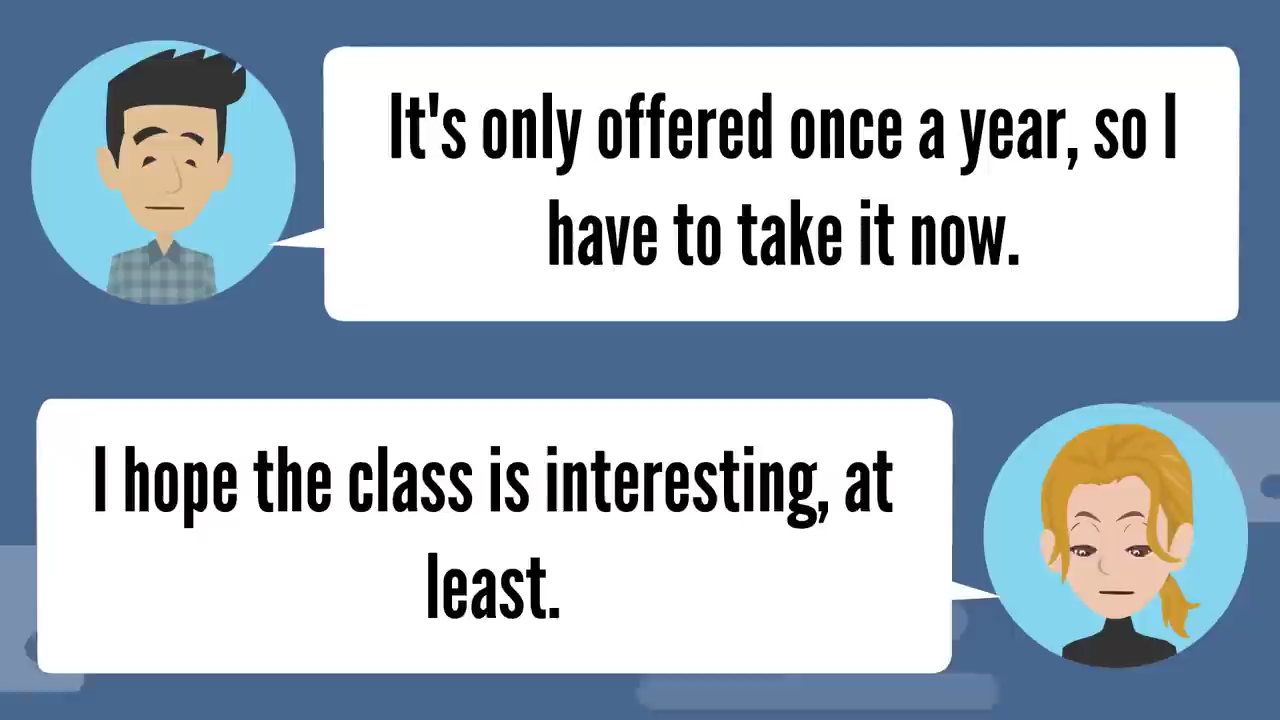 It's only offered once a year, so I
have to take it now.
I hope the class is interesting, at
least.